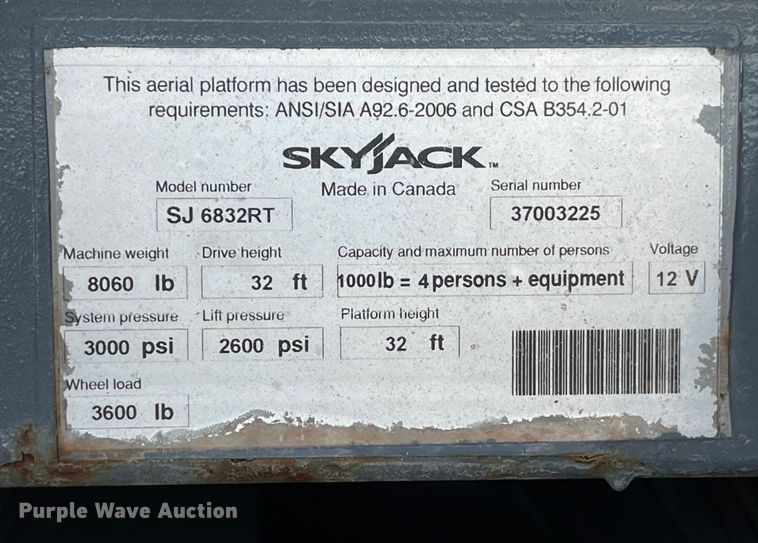 This aerial platform has been designed and tested to the following
requirements: ANSI/SIA A92.6-2006 and CSA B354.2-01
SKYJACK™
Model number Made in Canada Serial number
SJ 6832RT 37003225
Machine weight Drive height Capacity and maximum number of persons Voltage
8060 lb 32 ft 1000lb = 4 persons + equipment 12 V
System pressure Lift pressure Platform height
3000 psi 2600 psi 32 ft
Wheel load
3600 lb
Purple Wave Auction